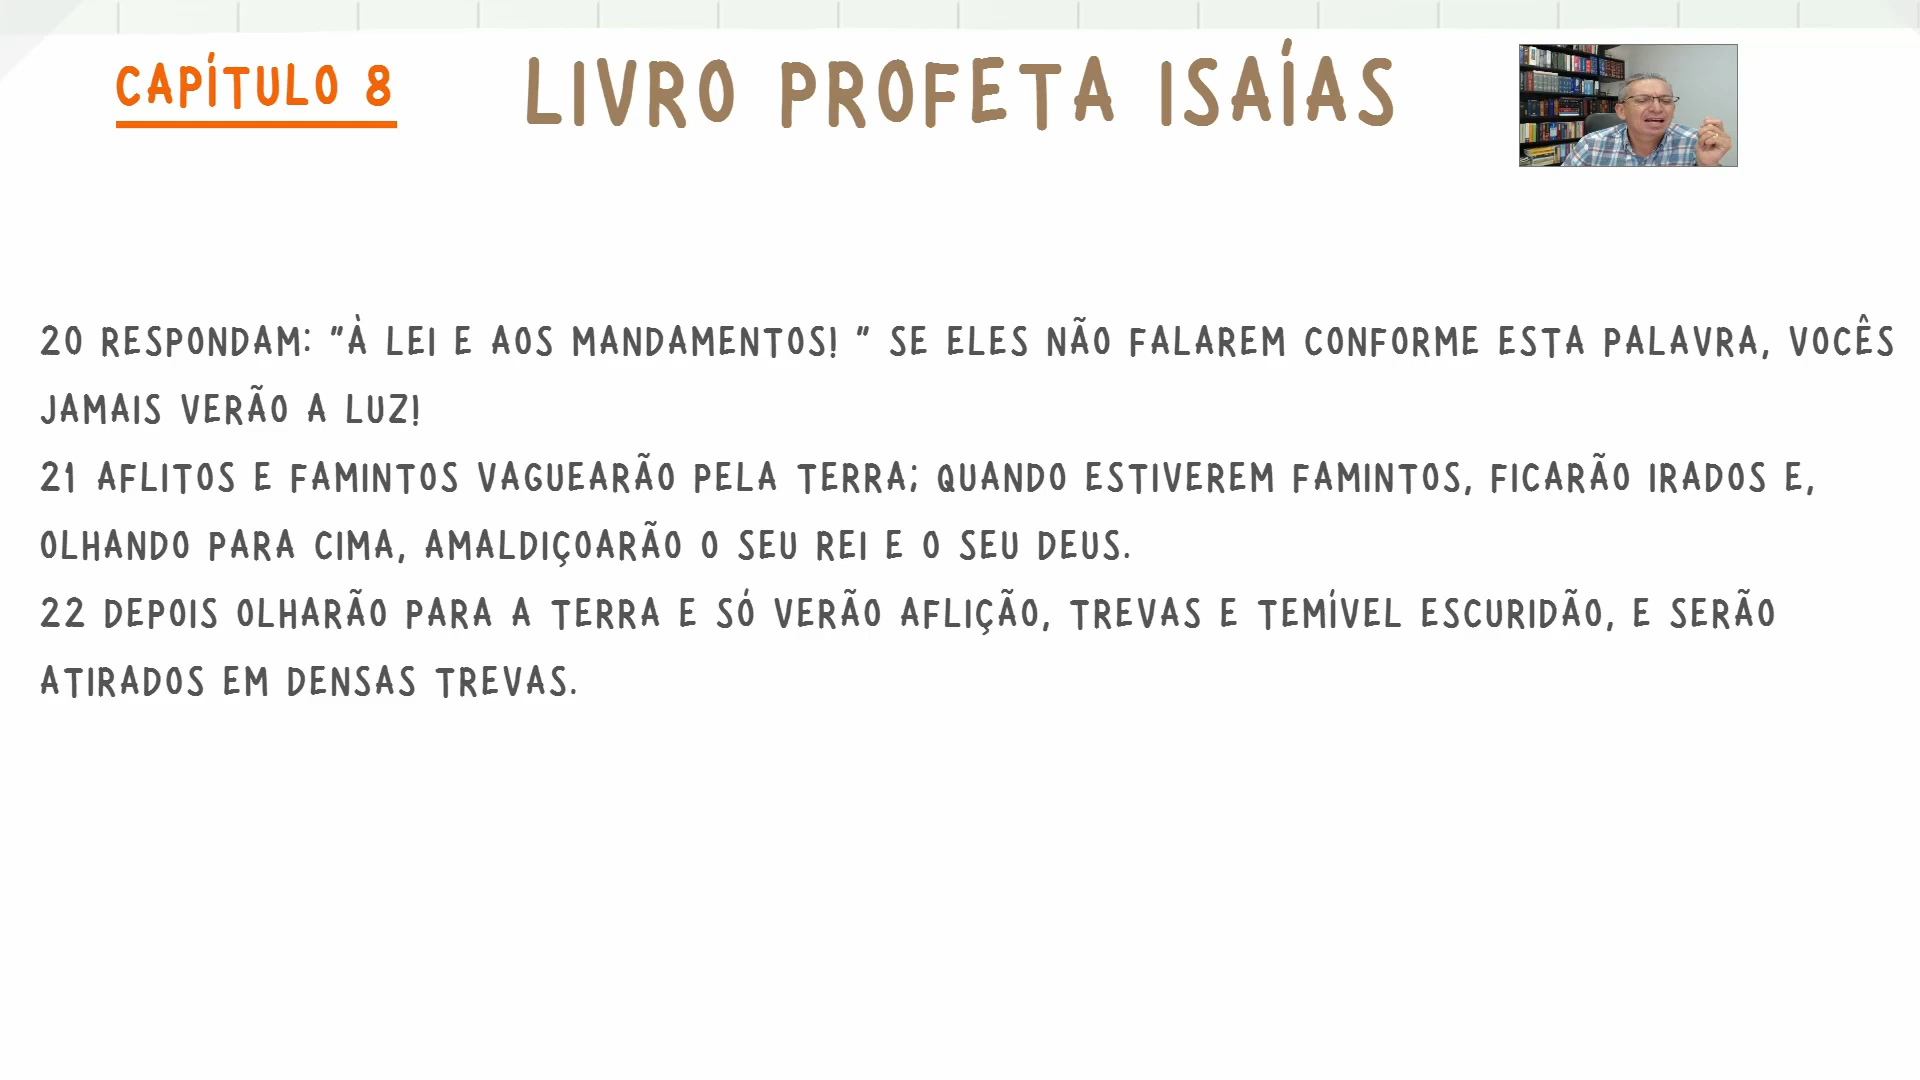 CAPÍTULO 8
LIVRO PROFETA ISAÍAS
20 RESPONDAM: "À LEI E AOS MANDAMENTOS! " SE ELES NÃO FALAREM CONFORME ESTA PALAVRA, VOCÊS
JAMAIS VERÃO A LUZ!
21 AFLITOS E FAMINTOS VAGUEARÃO PELA TERRA; QUANDO ESTIVEREM FAMINTOS, FICARÃO IRADOS E,
OLHANDO PARA CIMA, AMALDIÇOARÃO O SEU REI E O SEU DEUS.
22 DEPOIS OLHARÃO PARA A TERRA E SÓ VERÃO AFLIÇÃO, TREVAS E TEMÍVEL ESCURIDÃO, E SERÃO
ATIRADOS EM DENSAS TREVAS.